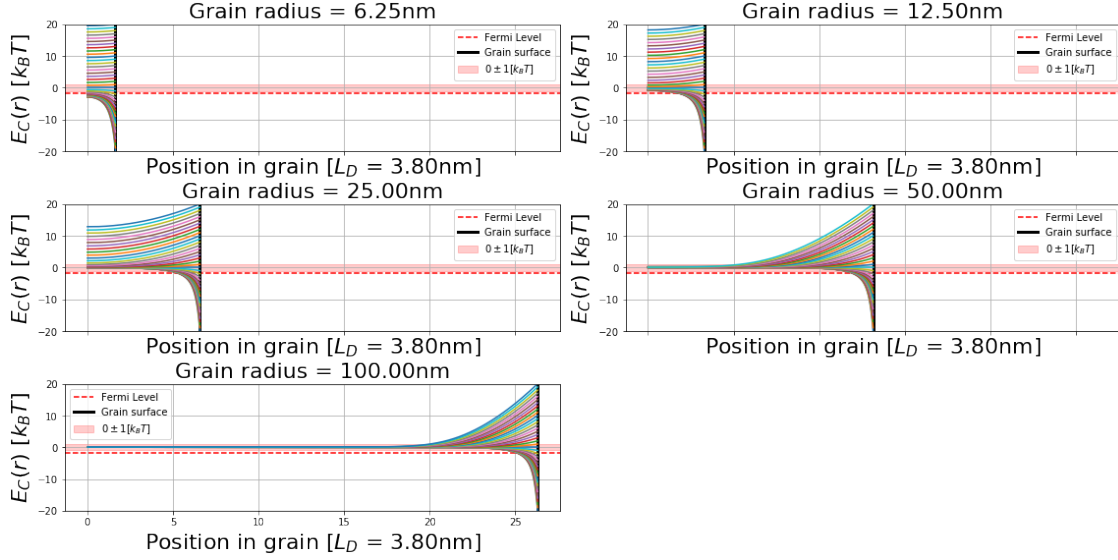 Grain radius = 6.25nm
E_C(r) [k_BT]
20
10
0
−10
−20
Fermi Level
Grain surface
0 ± 1[k_BT]
Position in grain [L_D = 3.80nm]
Grain radius = 12.50nm
E_C(r) [k_BT]
20
10
0
−10
−20
Fermi Level
Grain surface
0 ± 1[k_BT]
Position in grain [L_D = 3.80nm]
Grain radius = 25.00nm
E_C(r) [k_BT]
20
10
0
−10
−20
Fermi Level
Grain surface
0 ± 1[k_BT]
Position in grain [L_D = 3.80nm]
Grain radius = 50.00nm
E_C(r) [k_BT]
20
10
0
−10
−20
Fermi Level
Grain surface
0 ± 1[k_BT]
Position in grain [L_D = 3.80nm]
Grain radius = 100.00nm
E_C(r) [k_BT]
20
10
0
−10
−20
Fermi Level
Grain surface
0 ± 1[k_BT]
0 5 10 15 20 25
Position in grain [L_D = 3.80nm]